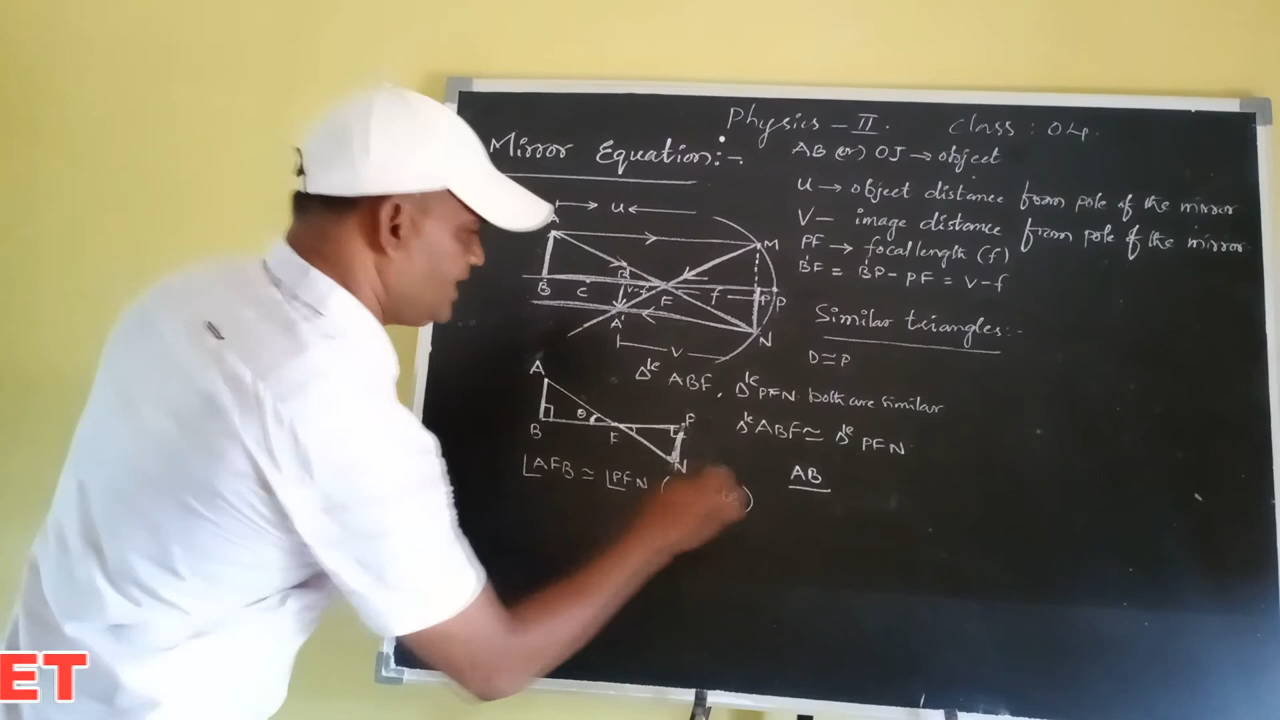 Physics - II. Class : 04.
Mirror Equation:-
AB (or) OJ → object
U → object distance from pole of the mirror
V - image distance from pole of the mirror
PF → focal length (f)
B'F = B'P - PF = V-f
→ u ←
A M
B C B' V-f F f P P
A' N
V
Similar triangles:-
D ≃ P
Δle ABF, Δle PFN both are similar
Δle ABF ≃ Δle PFN
A
B θ F P
N
∠AFB ≃ ∠PFN (
AB
ET